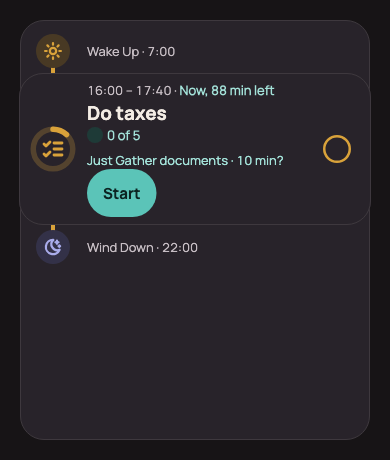 Wake Up · 7:00
16:00 – 17:40 · Now, 88 min left
Do taxes
0 of 5
Just Gather documents · 10 min?
Start
Wind Down · 22:00